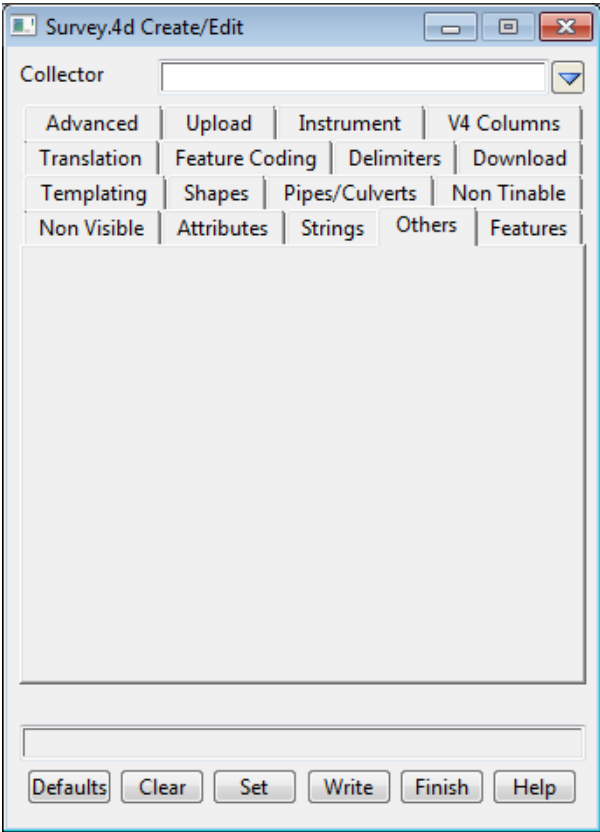 Survey.4d Create/Edit
Collector
Advanced Upload Instrument V4 Columns
Translation Feature Coding Delimiters Download
Templating Shapes Pipes/Culverts Non Tinable
Non Visible Attributes Strings Others Features
Defaults Clear Set Write Finish Help